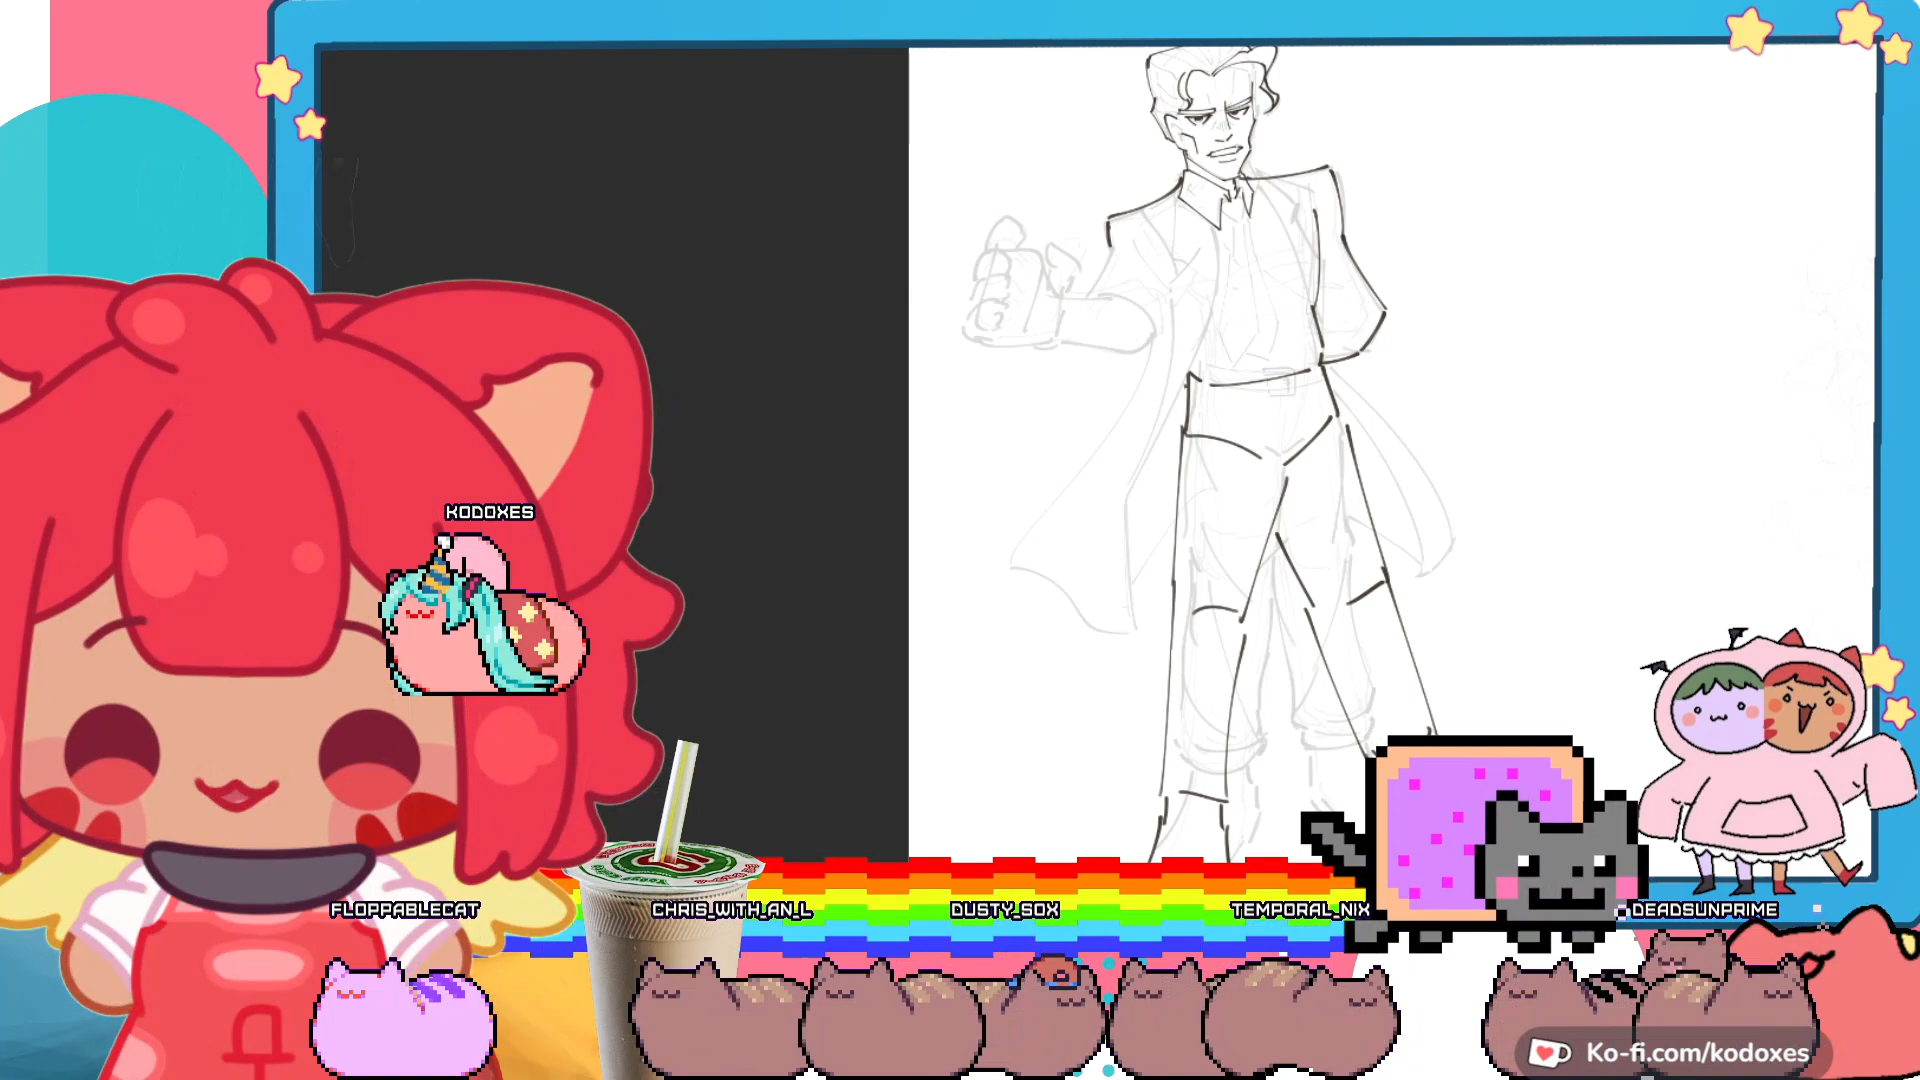 KODOXES
FLOPPABLECAT
CHRIS_WITH_AN_L
DUSTY_SOX
TEMPORAL_NIX
DEADSUNPRIME
Ko-fi.com/kodoxes